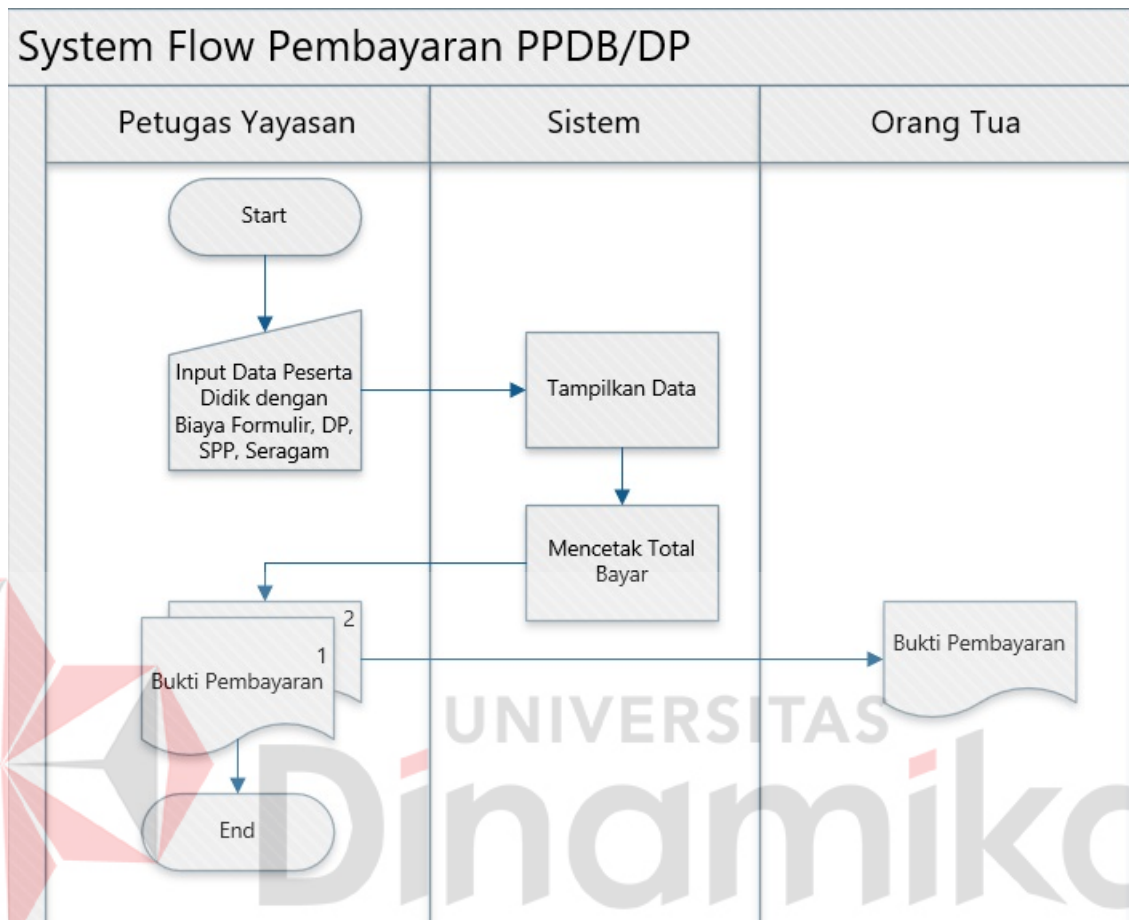 System Flow Pembayaran PPDB/DP
Petugas Yayasan
Sistem
Orang Tua
Start
Input Data Peserta
Didik dengan
Biaya Formulir, DP,
SPP, Seragam
Tampilkan Data
Mencetak Total
Bayar
2
1
Bukti Pembayaran
Bukti Pembayaran
End
UNIVERSITAS
Dinamika